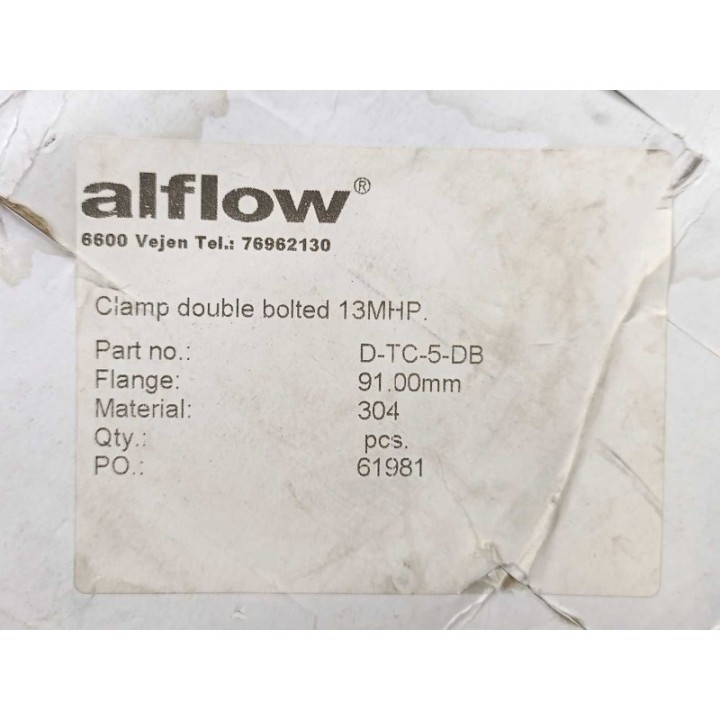 alflow®
6600 Vejen Tel.: 76962130
Clamp double bolted 13MHP.
Part no.: D-TC-5-DB
Flange: 91.00mm
Material: 304
Qty.: pcs.
PO.: 61981